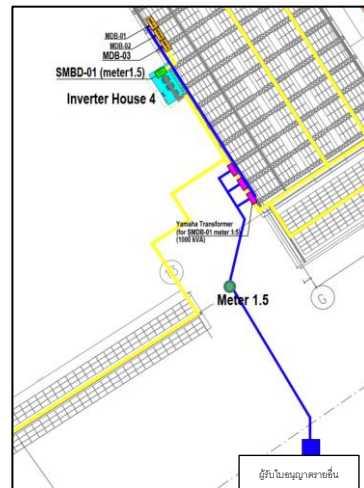 MDB-01
MDB-02
MDB-03
SMBD-01 (meter1.5)
Inverter House 4
Yamaha Transformer
(for SMDB-01 meter 1.5)
(1000 kVA)
G
Meter 1.5
ผู้รับใบอนุญาตรายอื่น